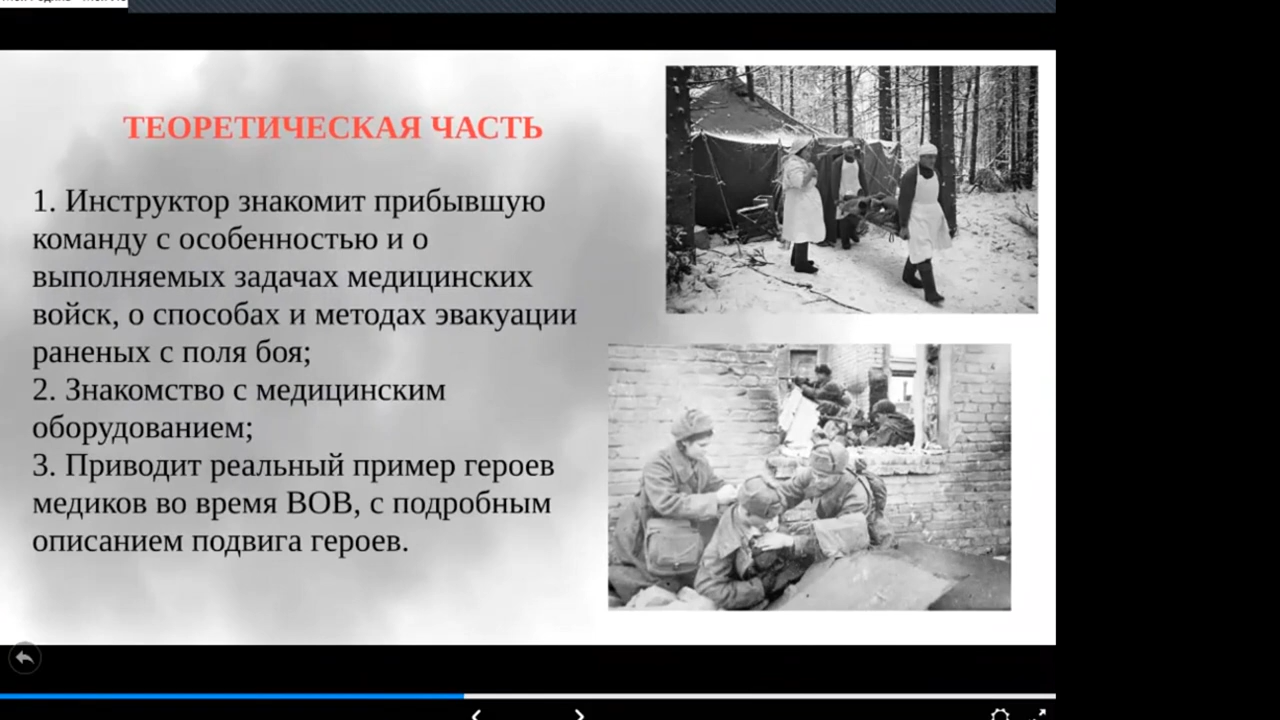 ТЕОРЕТИЧЕСКАЯ ЧАСТЬ
1. Инструктор знакомит прибывшую
команду с особенностью и о
выполняемых задачах медицинских
войск, о способах и методах эвакуации
раненых с поля боя;
2. Знакомство с медицинским
оборудованием;
3. Приводит реальный пример героев
медиков во время ВОВ, с подробным
описанием подвига героев.